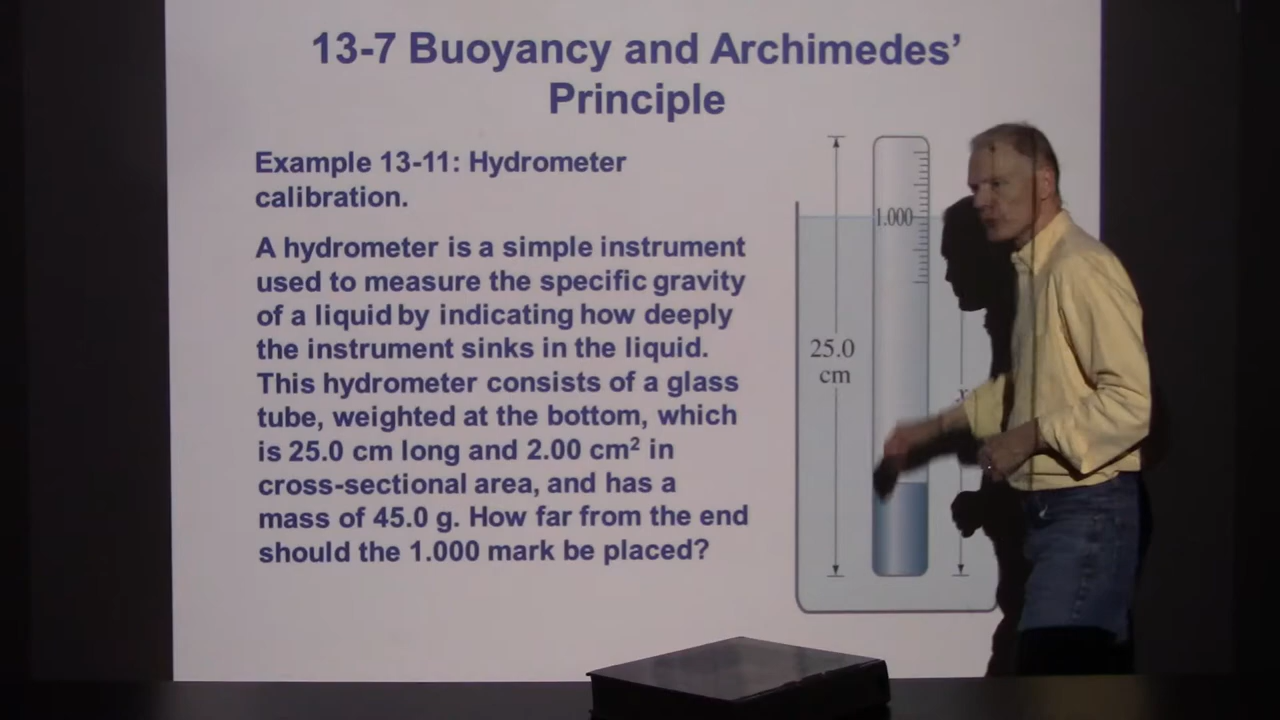 13-7 Buoyancy and Archimedes’
Principle
Example 13-11: Hydrometer
calibration.
A hydrometer is a simple instrument
used to measure the specific gravity
of a liquid by indicating how deeply
the instrument sinks in the liquid.
This hydrometer consists of a glass
tube, weighted at the bottom, which
is 25.0 cm long and 2.00 cm² in
cross-sectional area, and has a
mass of 45.0 g. How far from the end
should the 1.000 mark be placed?
1.000
25.0
cm
x